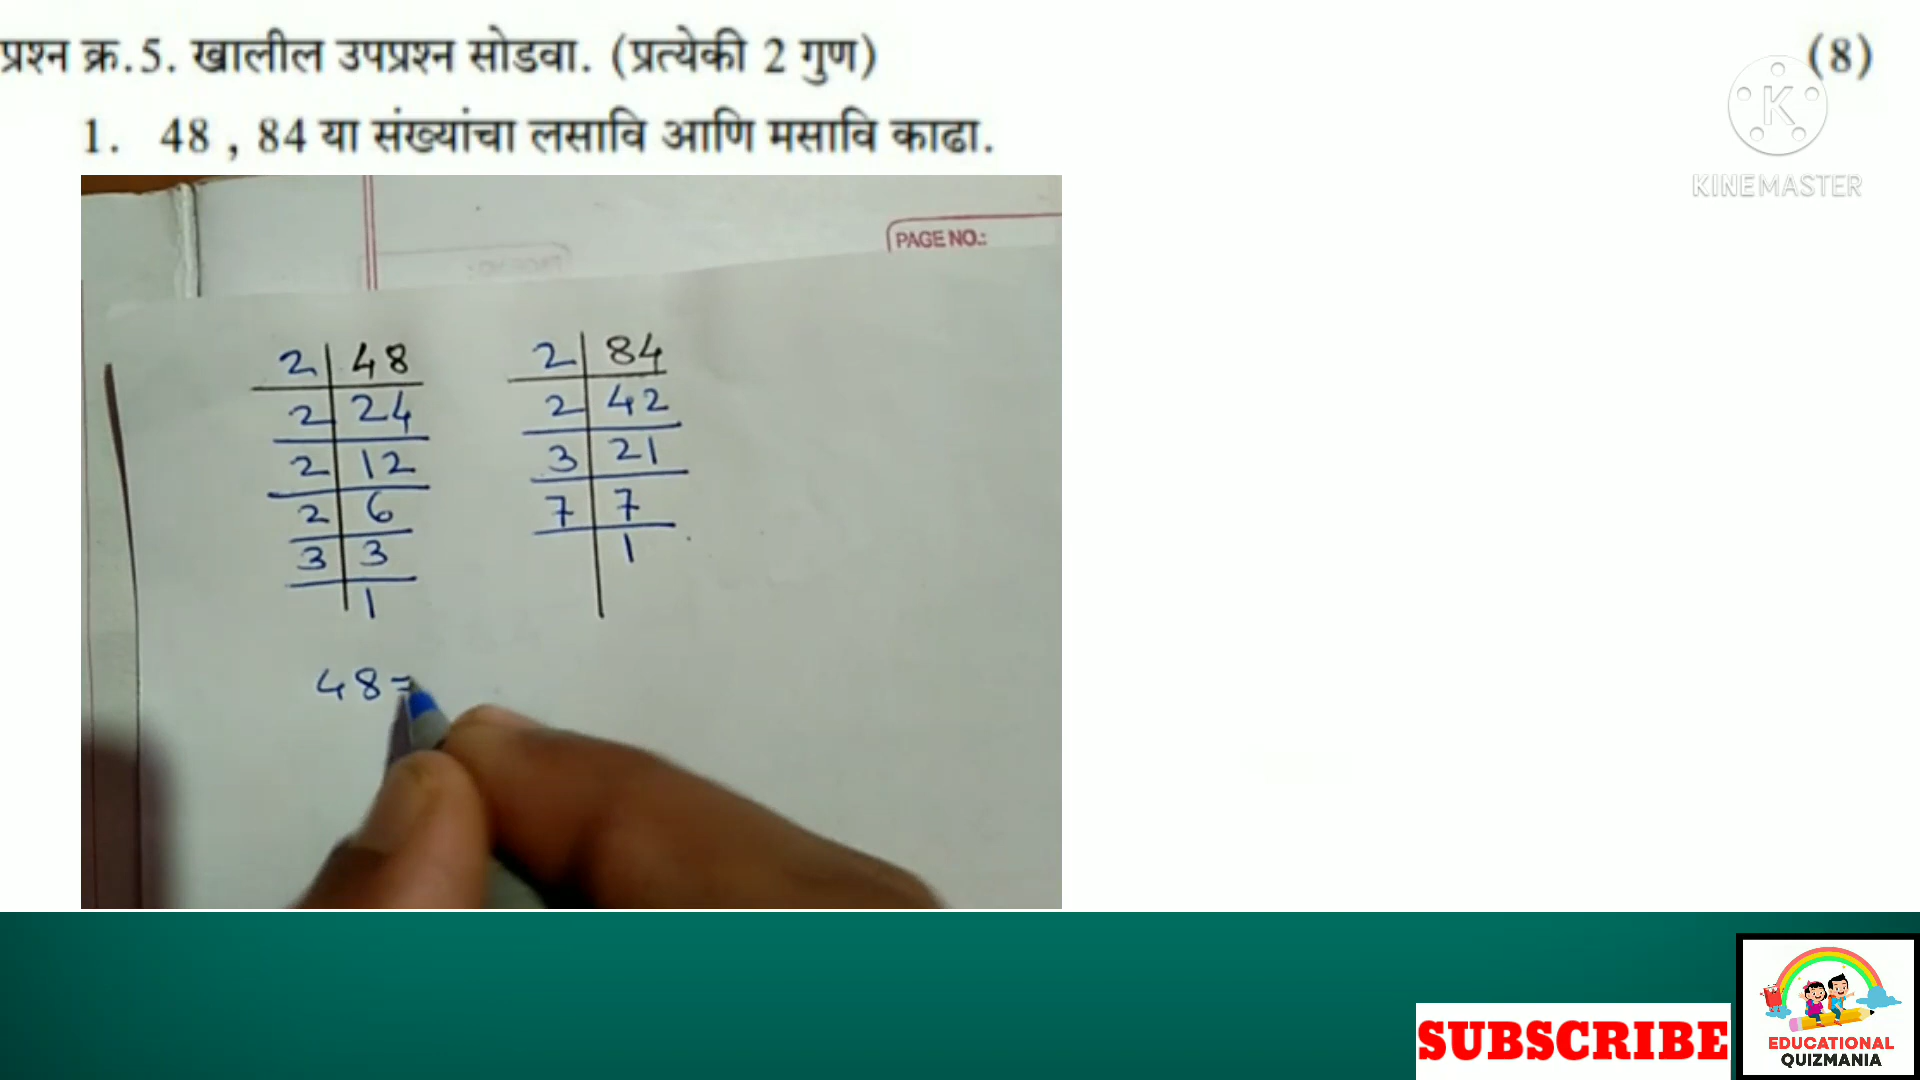 प्रश्न क्र.5. खालील उपप्रश्न सोडवा. (प्रत्येकी 2 गुण) (8)
1. 48 , 84 या संख्यांचा लसावि आणि मसावि काढा.
K
KINEMASTER
PAGE NO.:
2 48
2 24
2 12
2 6
3 3
1
2 84
2 42
3 21
7 7
1
48=
SUBSCRIBE
EDUCATIONAL
QUIZMANIA